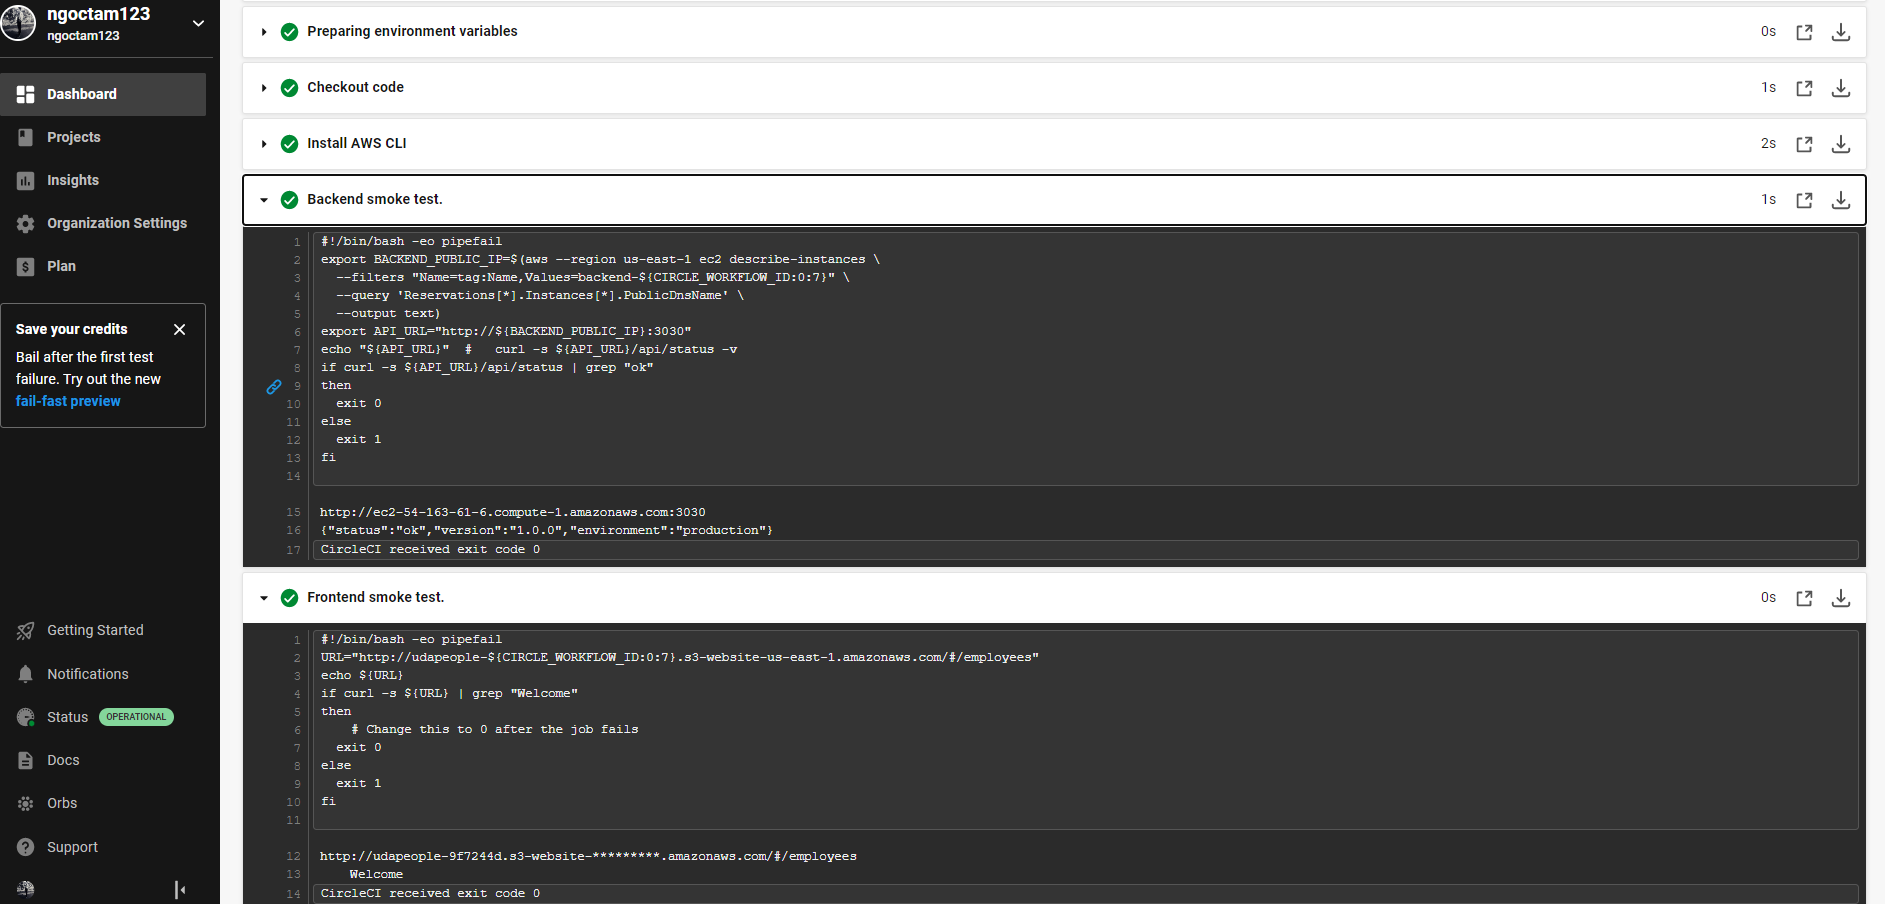 ngoctam123
ngoctam123
Dashboard
Projects
Insights
Organization Settings
Plan
Save your credits
Bail after the first test
failure. Try out the new
fail-fast preview
Getting Started
Notifications
Status OPERATIONAL
Docs
Orbs
Support
Preparing environment variables 0s
Checkout code 1s
Install AWS CLI 2s
Backend smoke test. 1s
1 #!/bin/bash -eo pipefail
2 export BACKEND_PUBLIC_IP=$(aws --region us-east-1 ec2 describe-instances \
3   --filters "Name=tag:Name,Values=backend-${CIRCLE_WORKFLOW_ID:0:7}" \
4   --query 'Reservations[*].Instances[*].PublicDnsName' \
5   --output text)
6 export API_URL="http://${BACKEND_PUBLIC_IP}:3030"
7 echo "${API_URL}"  #   curl -s ${API_URL}/api/status -v
8 if curl -s ${API_URL}/api/status | grep "ok"
9 then
10   exit 0
11 else
12   exit 1
13 fi
14
15 http://ec2-54-163-61-6.compute-1.amazonaws.com:3030
16 {"status":"ok","version":"1.0.0","environment":"production"}
17 CircleCI received exit code 0
Frontend smoke test. 0s
1 #!/bin/bash -eo pipefail
2 URL="http://udapeople-${CIRCLE_WORKFLOW_ID:0:7}.s3-website-us-east-1.amazonaws.com/#/employees"
3 echo ${URL}
4 if curl -s ${URL} | grep "Welcome"
5 then
6     # Change this to 0 after the job fails
7   exit 0
8 else
9   exit 1
10 fi
11
12 http://udapeople-9f7244d.s3-website-*********.amazonaws.com/#/employees
13     Welcome
14 CircleCI received exit code 0